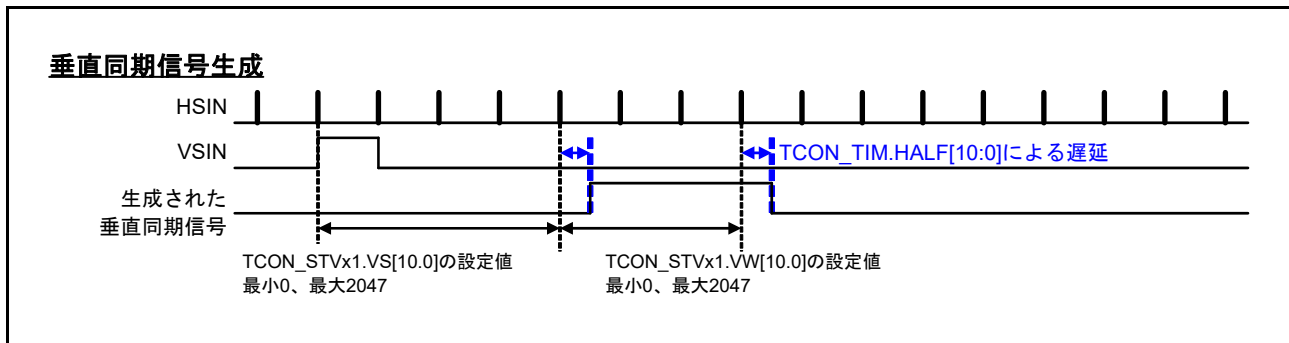 垂直同期信号生成
HSIN
VSIN
TCON_TIM.HALF[10:0]による遅延
生成された
垂直同期信号
TCON_STVx1.VS[10.0]の設定値
最小0、最大2047
TCON_STVx1.VW[10.0]の設定値
最小0、最大2047